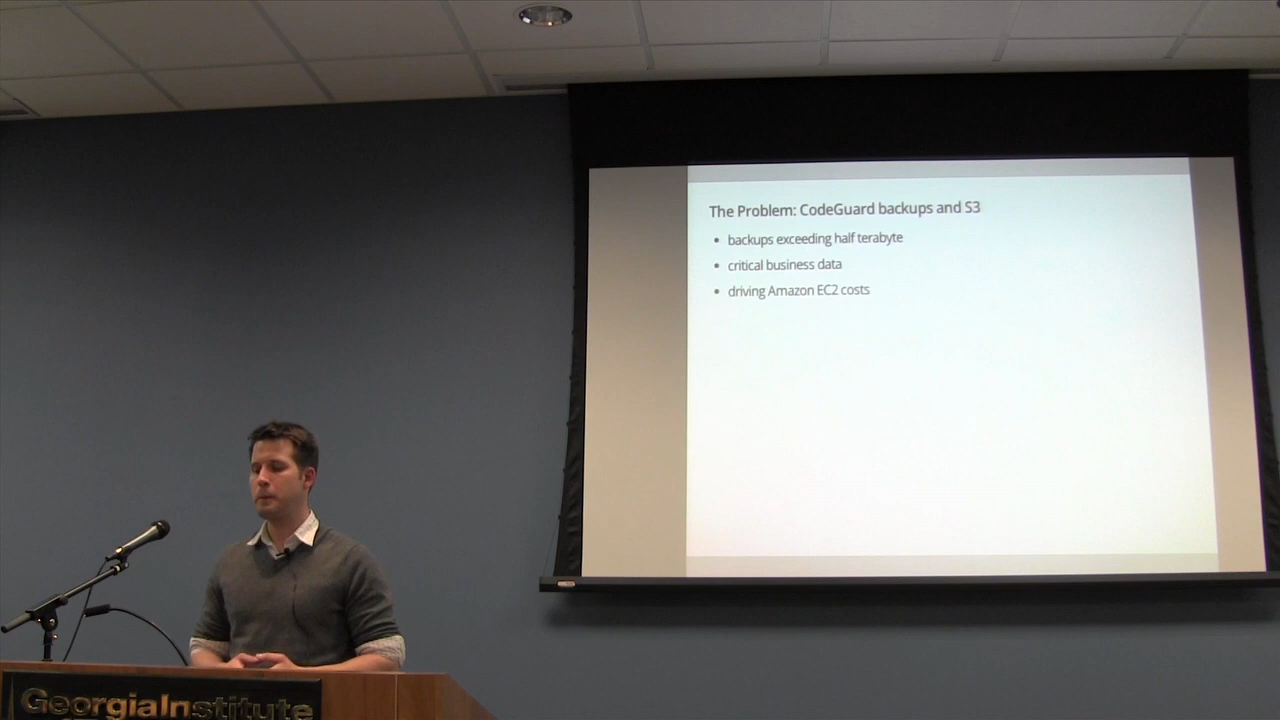 The Problem: CodeGuard backups and S3
• backups exceeding half terabyte
• critical business data
• driving Amazon EC2 costs
GeorgiaInstitute